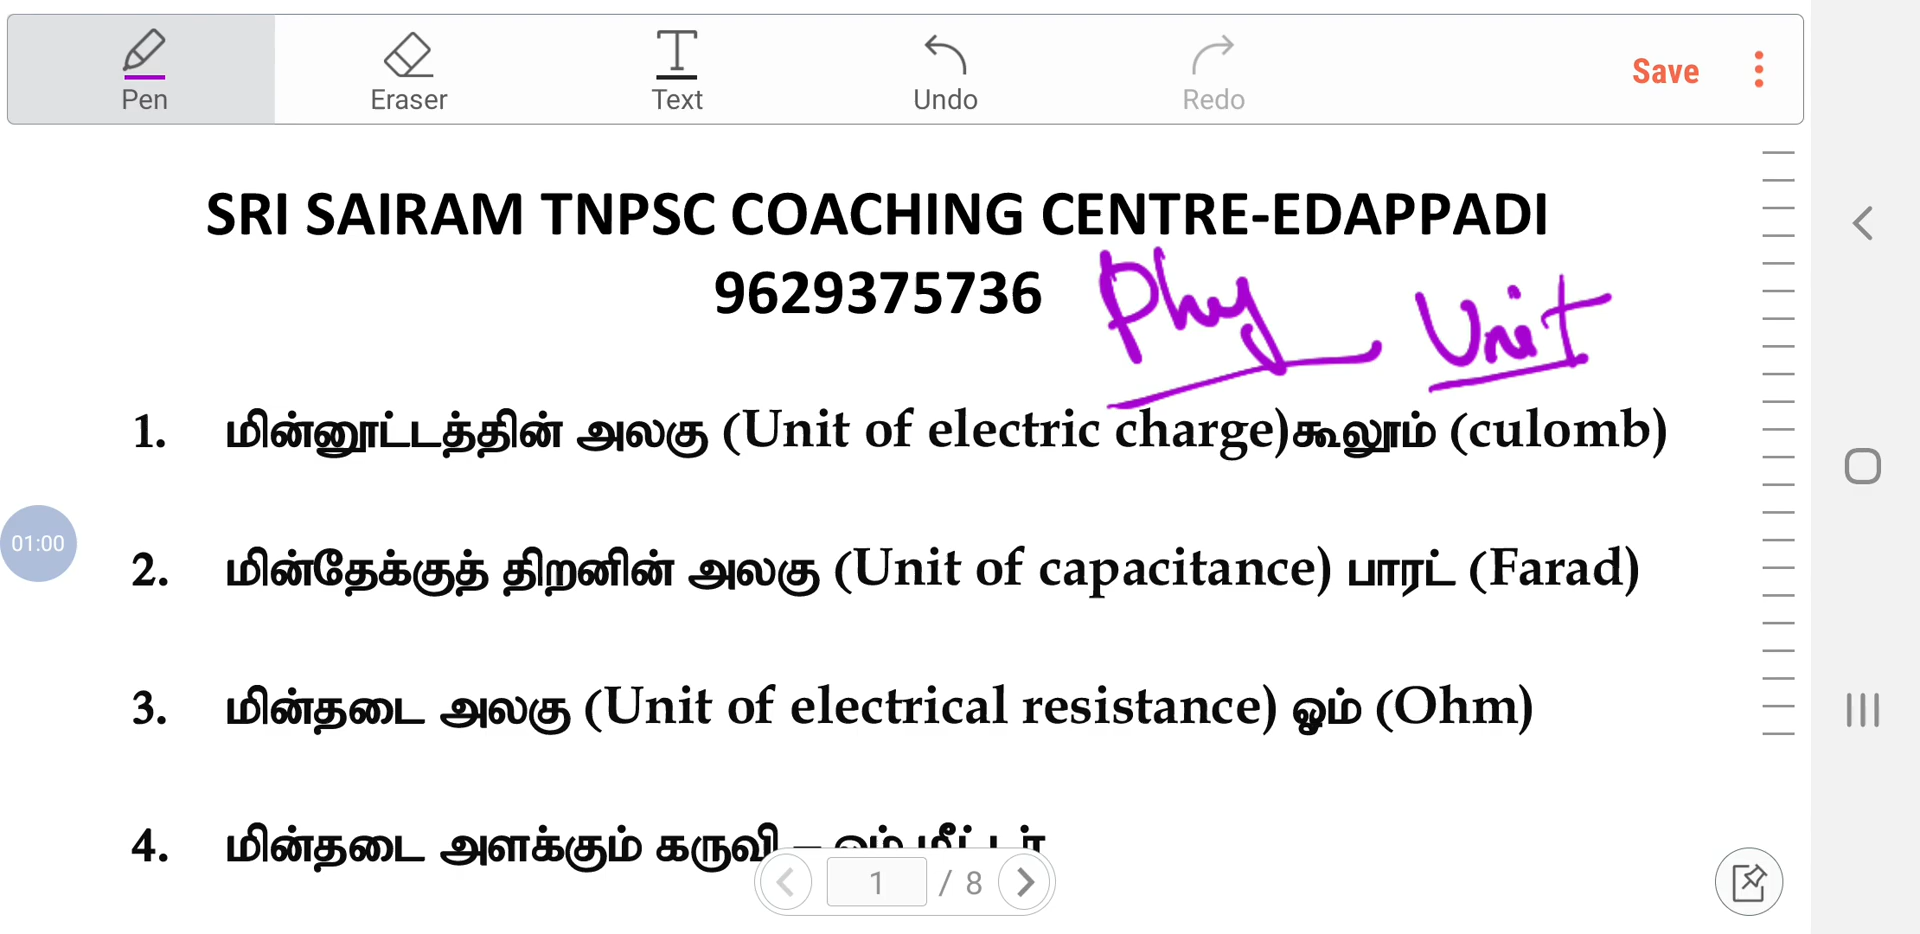 Pen Eraser Text Undo Redo Save
SRI SAIRAM TNPSC COACHING CENTRE-EDAPPADI
9629375736 Phy Unit
1. மின்னூட்டத்தின் அலகு (Unit of electric charge)கூலூம் (culomb)
01:00
2. மின்தேக்குத் திறனின் அலகு (Unit of capacitance) பாரட் (Farad)
3. மின்தடை அலகு (Unit of electrical resistance) ஓம் (Ohm)
4. மின்தடை அளக்கும் கருவி – ஓம் மீட்டர்
1 / 8